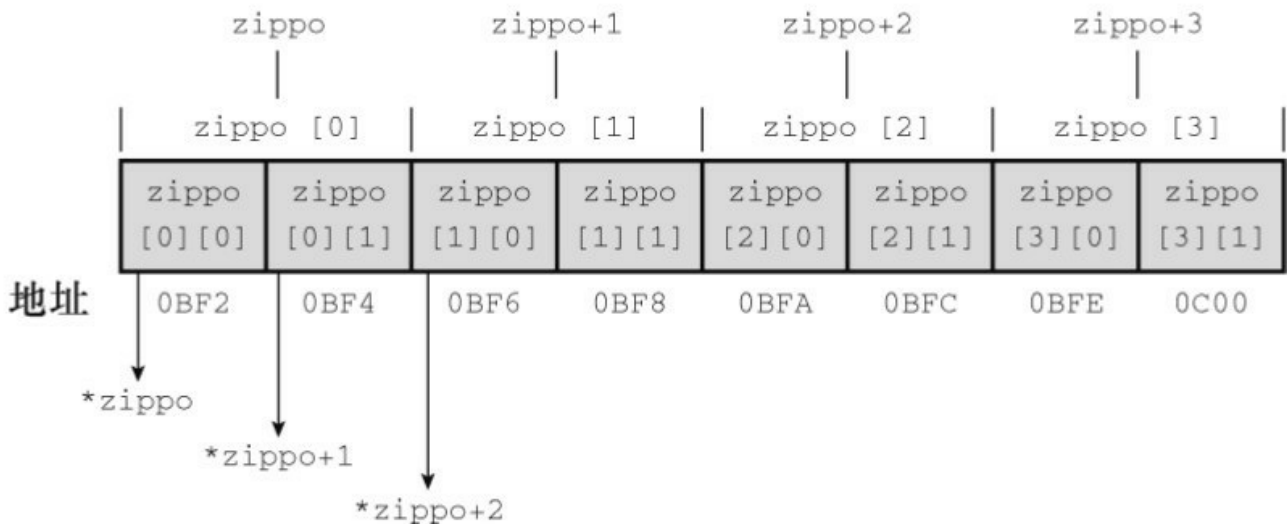 zippo zippo+1 zippo+2 zippo+3
zippo [0] zippo [1] zippo [2] zippo [3]
zippo zippo zippo zippo zippo zippo zippo zippo
[0][0] [0][1] [1][0] [1][1] [2][0] [2][1] [3][0] [3][1]
地址 0BF2 0BF4 0BF6 0BF8 0BFA 0BFC 0BFE 0C00
*zippo
*zippo+1
*zippo+2